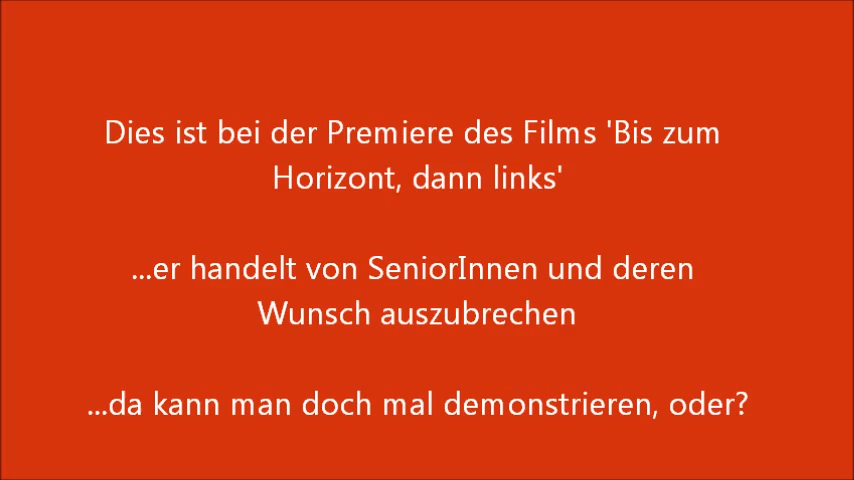 Dies ist bei der Premiere des Films 'Bis zum
Horizont, dann links'
...er handelt von SeniorInnen und deren
Wunsch auszubrechen
...da kann man doch mal demonstrieren, oder?